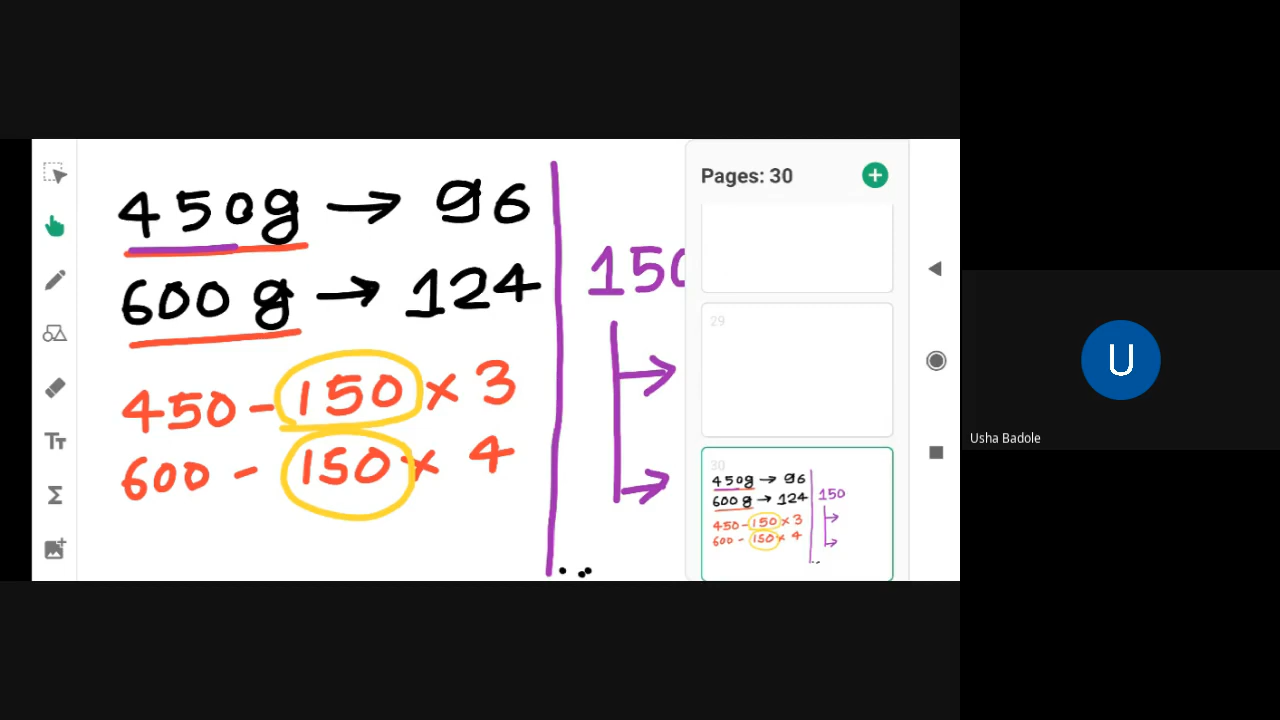 450g → 96
600 g → 124
450 - 150 × 3
600 - 150 × 4
150
Pages: 30
29
30
450g → 96
600 g → 124
450 - 150 × 3
600 - 150 × 4
150
Tт
Σ
U
Usha Badole